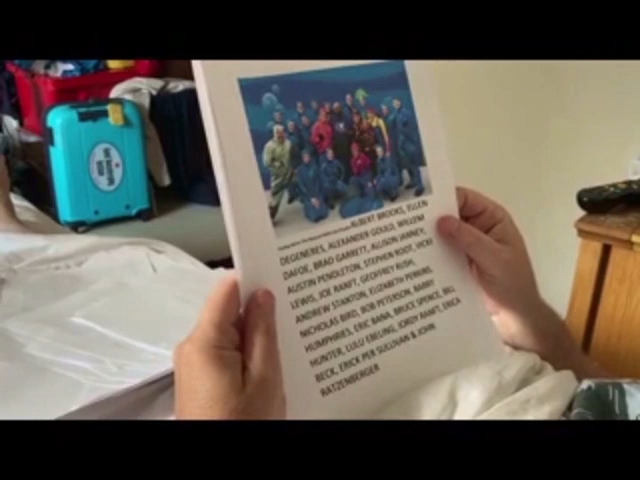 ALBERT BROOKS, ELLEN
DEGENERES, ALEXANDER GOULD, WILLEM
DAFOE, BRAD GARRETT, ALLISON JANNEY,
AUSTIN PENDLETON, STEPHEN ROOT, VICKI
LEWIS, JOE RANFT, GEOFFREY RUSH,
ANDREW STANTON, ELIZABETH PERKINS,
NICHOLAS BIRD, BOB PETERSON, BARRY
HUMPHRIES, ERIC BANA, BRUCE SPENCE, BILL
HUNTER, LULU EBELING, JORDY RANFT, ERICA
BECK, ERICK PER SULLIVAN & JOHN
RATZENBERGER